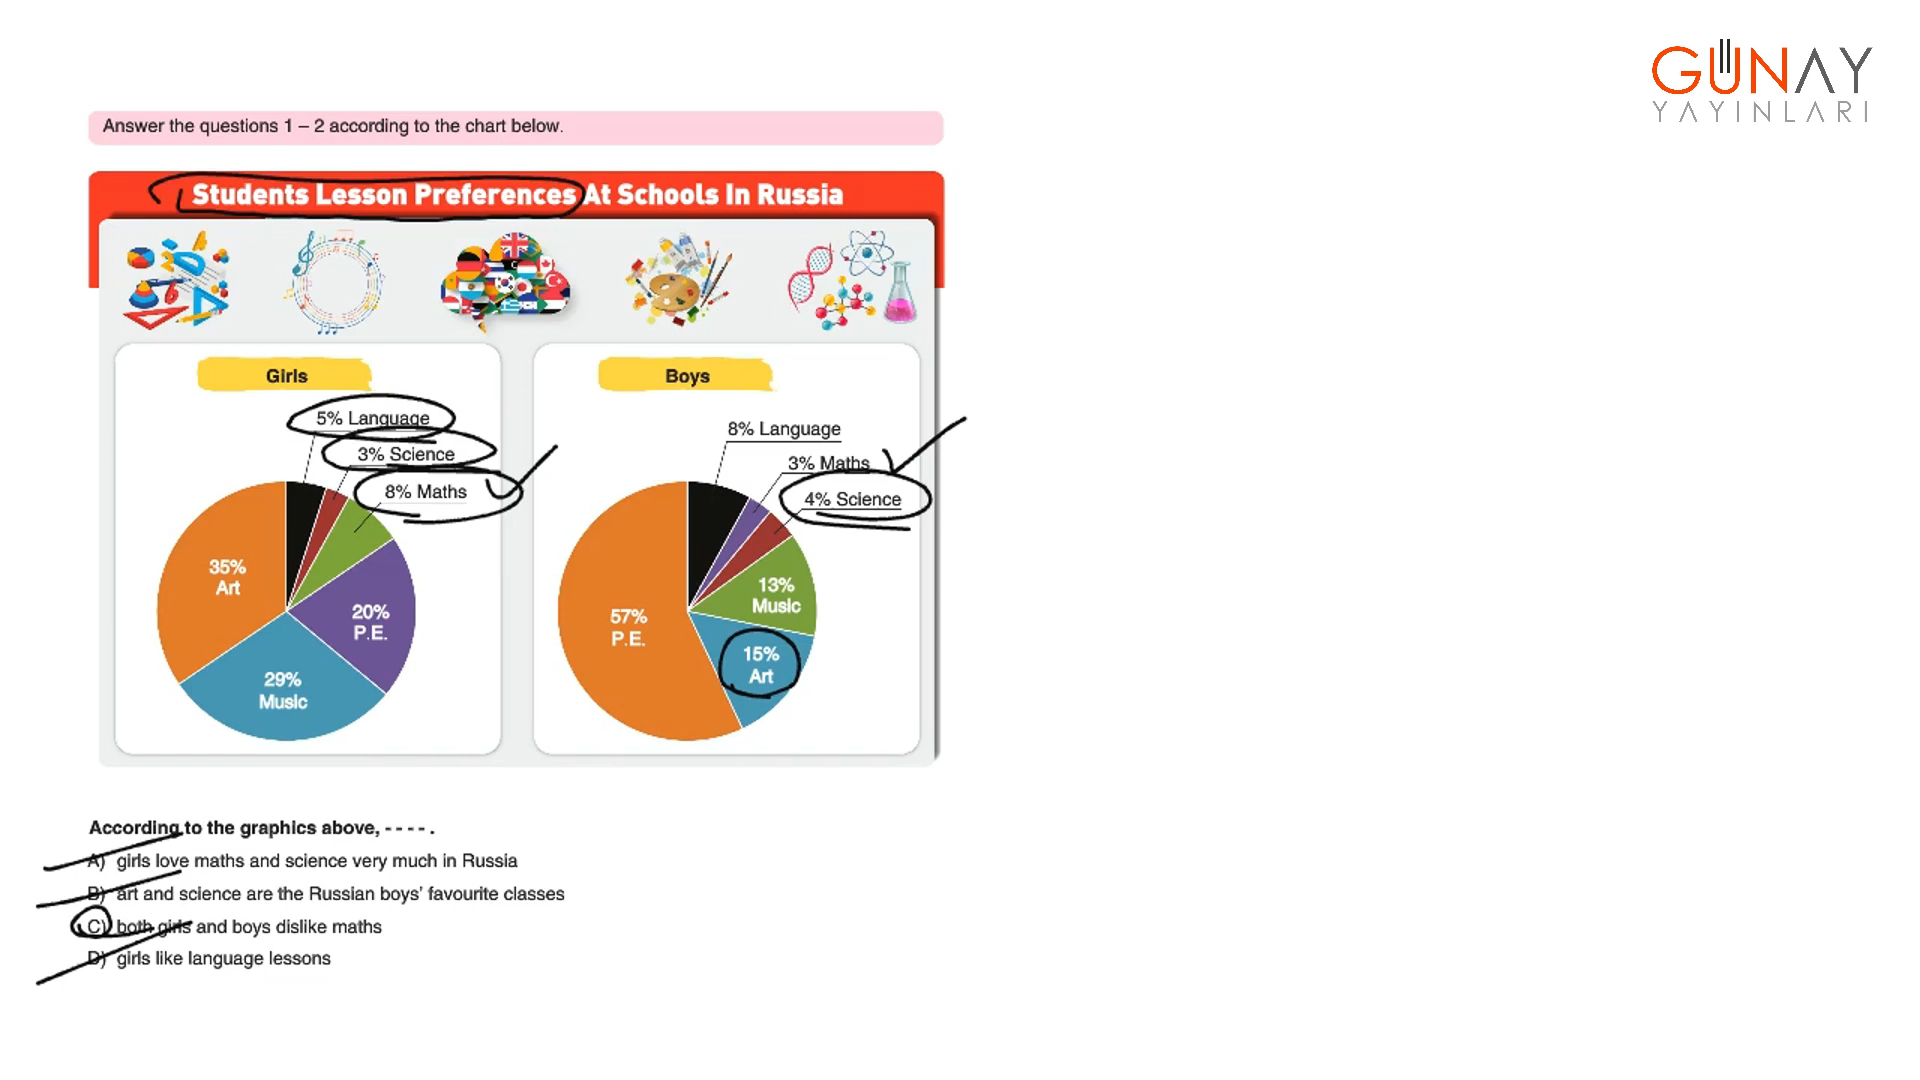 GÜNAY
YAYINLARI
Answer the questions 1 – 2 according to the chart below.
Students Lesson Preferences At Schools In Russia
Girls
5% Language
3% Science
8% Maths
35%
Art
20%
P.E.
29%
Music
Boys
8% Language
3% Maths
4% Science
13%
Music
57%
P.E.
15%
Art
According to the graphics above, - - - - .
A) girls love maths and science very much in Russia
B) art and science are the Russian boys' favourite classes
C) both girls and boys dislike maths
D) girls like language lessons